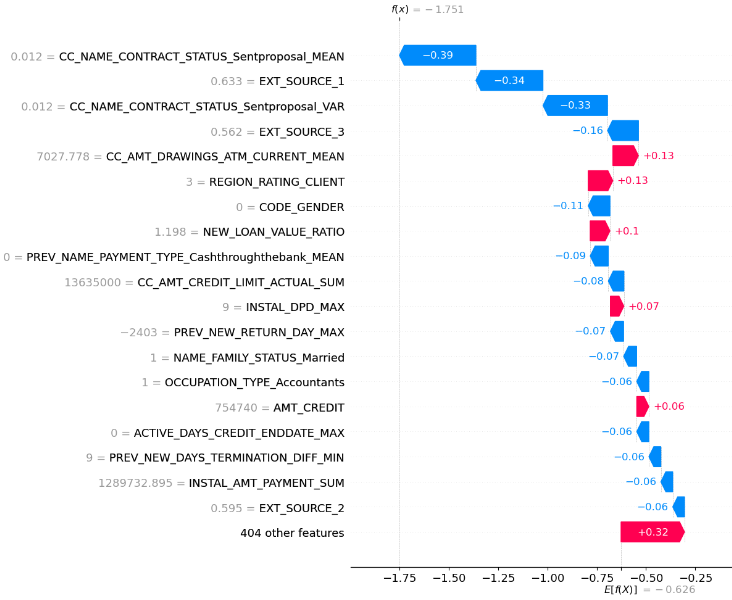 f(x) = −1.751
0.012 = CC_NAME_CONTRACT_STATUS_Sentproposal_MEAN −0.39
0.633 = EXT_SOURCE_1 −0.34
0.012 = CC_NAME_CONTRACT_STATUS_Sentproposal_VAR −0.33
0.562 = EXT_SOURCE_3 −0.16
7027.778 = CC_AMT_DRAWINGS_ATM_CURRENT_MEAN +0.13
3 = REGION_RATING_CLIENT +0.13
0 = CODE_GENDER −0.11
1.198 = NEW_LOAN_VALUE_RATIO +0.1
0 = PREV_NAME_PAYMENT_TYPE_Cashthroughthebank_MEAN −0.09
13635000 = CC_AMT_CREDIT_LIMIT_ACTUAL_SUM −0.08
9 = INSTAL_DPD_MAX +0.07
−2403 = PREV_NEW_RETURN_DAY_MAX −0.07
1 = NAME_FAMILY_STATUS_Married −0.07
1 = OCCUPATION_TYPE_Accountants −0.06
754740 = AMT_CREDIT +0.06
0 = ACTIVE_DAYS_CREDIT_ENDDATE_MAX −0.06
9 = PREV_NEW_DAYS_TERMINATION_DIFF_MIN −0.06
1289732.895 = INSTAL_AMT_PAYMENT_SUM −0.06
0.595 = EXT_SOURCE_2 −0.06
404 other features +0.32
−1.75 −1.50 −1.25 −1.00 −0.75 −0.50 −0.25
E[f(X)] = −0.626